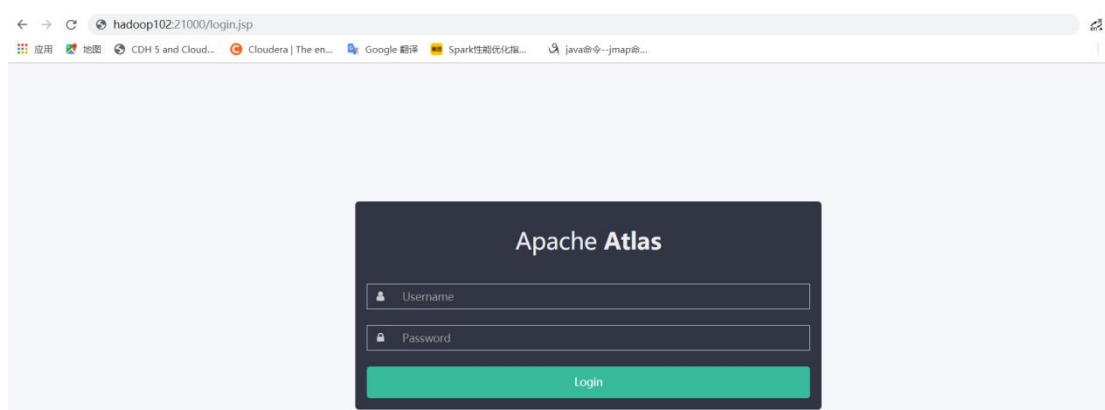 hadoop102:21000/login.jsp
应用 地图 CDH 5 and Cloud... Cloudera | The en... Google 翻译 Spark性能优化指... java命令--jmap命...
Apache Atlas
Username
Password
Login